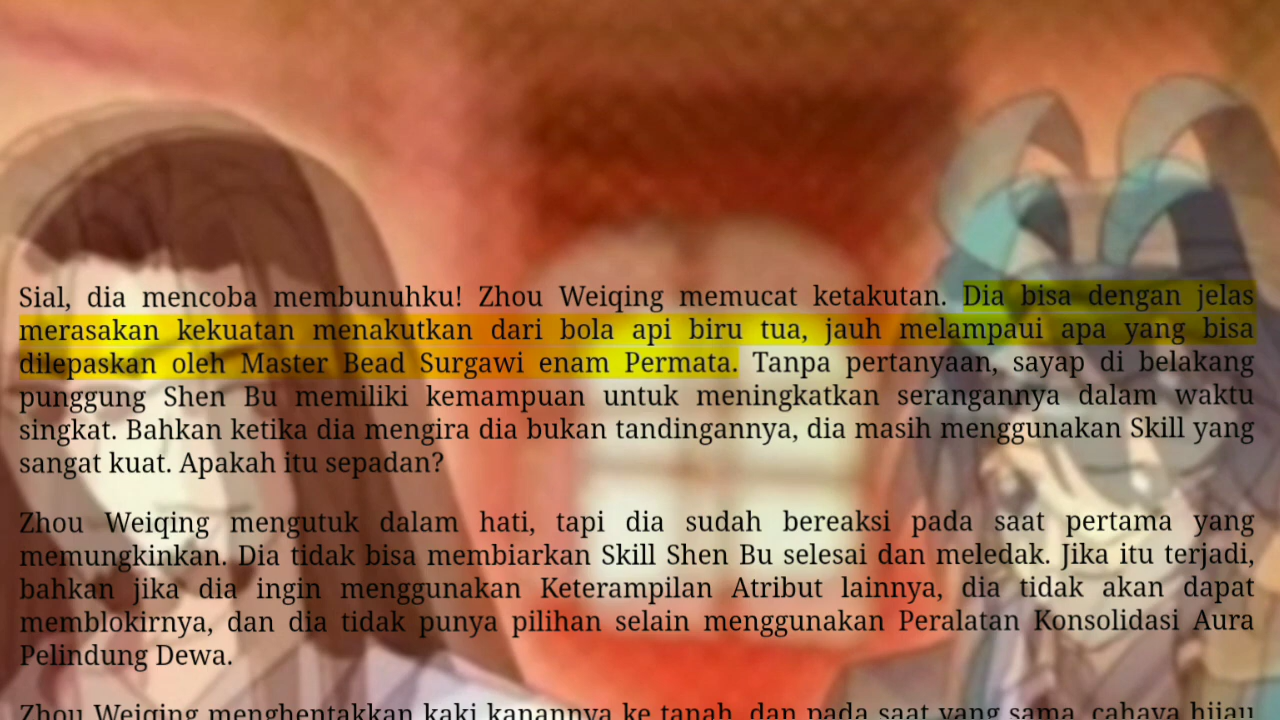 Sial, dia mencoba membunuhku! Zhou Weiqing memucat ketakutan. Dia bisa dengan jelas
merasakan kekuatan menakutkan dari bola api biru tua, jauh melampaui apa yang bisa
dilepaskan oleh Master Bead Surgawi enam Permata. Tanpa pertanyaan, sayap di belakang
punggung Shen Bu memiliki kemampuan untuk meningkatkan serangannya dalam waktu
singkat. Bahkan ketika dia mengira dia bukan tandingannya, dia masih menggunakan Skill yang
sangat kuat. Apakah itu sepadan?
Zhou Weiqing mengutuk dalam hati, tapi dia sudah bereaksi pada saat pertama yang
memungkinkan. Dia tidak bisa membiarkan Skill Shen Bu selesai dan meledak. Jika itu terjadi,
bahkan jika dia ingin menggunakan Keterampilan Atribut lainnya, dia tidak akan dapat
memblokirnya, dan dia tidak punya pilihan selain menggunakan Peralatan Konsolidasi Aura
Pelindung Dewa.
Zhou Weiqing menghentakkan kaki kanannya ke tanah, dan pada saat yang sama, cahaya hijau